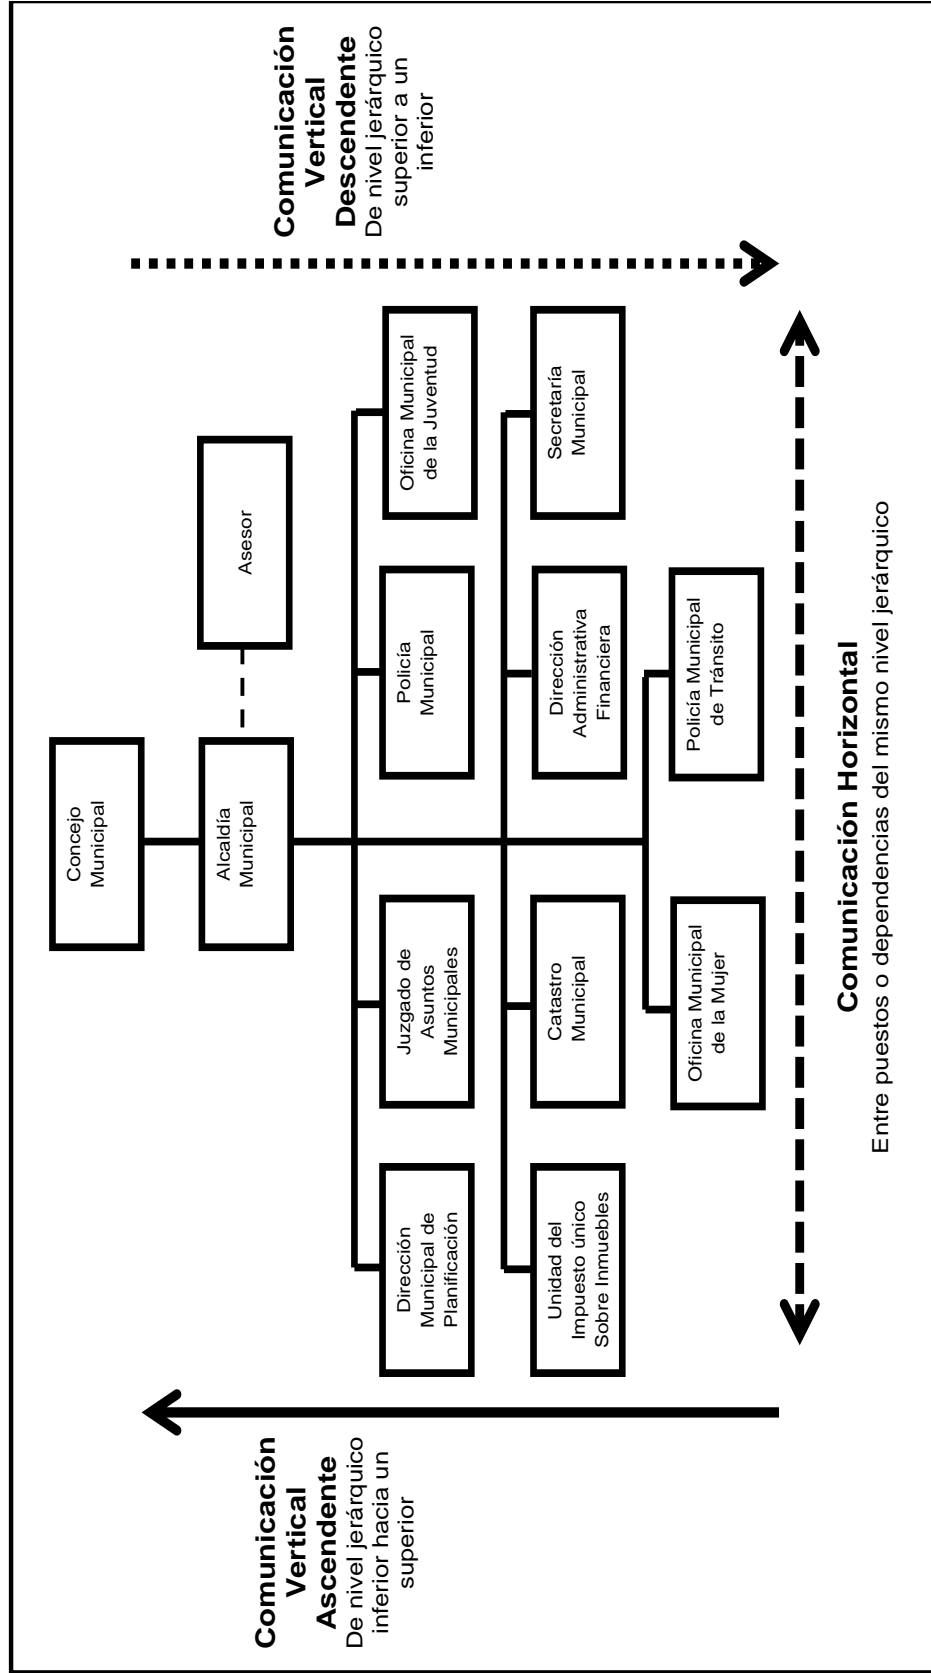 Concejo
Municipal
Alcaldía
Municipal
Asesor
Dirección
Municipal de
Planificación
Juzgado de
Asuntos
Municipales
Policía
Municipal
Oficina Municipal
de la Juventud
Unidad del
Impuesto único
Sobre Inmuebles
Catastro
Municipal
Dirección
Administrativa
Financiera
Secretaría
Municipal
Oficina Municipal
de la Mujer
Policía Municipal
de Tránsito
Comunicación
Vertical
Ascendente
De nivel jerárquico
inferior hacia un
superior
Comunicación
Vertical
Descendente
De nivel jerárquico
superior a un
inferior
Comunicación Horizontal
Entre puestos o dependencias del mismo nivel jerárquico